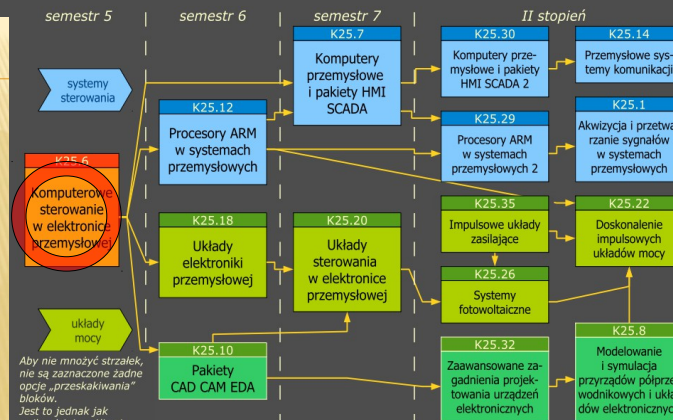 semestr 5
semestr 6
semestr 7
II stopień
systemy
sterowania
K25.6
Komputerowe
sterowanie
w elektronice
przemysłowej
układy
mocy
Aby nie mnożyć strzałek,
nie są zaznaczone żadne
opcje „przeskakiwania”
bloków.
Jest to jednak jak
K25.12
Procesory ARM
w systemach
przemysłowych
K25.18
Układy
elektroniki
przemysłowej
K25.10
Pakiety
CAD CAM EDA
K25.7
Komputery
przemysłowe
i pakiety HMI
SCADA
K25.20
Układy
sterowania
w elektronice
przemysłowej
K25.30
Komputery prze-
mysłowe i pakiety
HMI SCADA 2
K25.14
Przemysłowe sys-
temy komunikacji
K25.29
Procesory ARM
w systemach
przemysłowych 2
K25.1
Akwizycja i przetwa-
rzanie sygnałów
w systemach
przemysłowych
K25.35
Impulsowe układy
zasilające
K25.22
Doskonalenie
impulsowych
układów mocy
K25.26
Systemy
fotowoltaiczne
K25.32
Zaawansowane za-
gadnienia projek-
towania urządzeń
elektronicznych
K25.8
Modelowanie
i symulacja
przyrządów półprze-
wodnikowych i ukła-
dów elektronicznyc